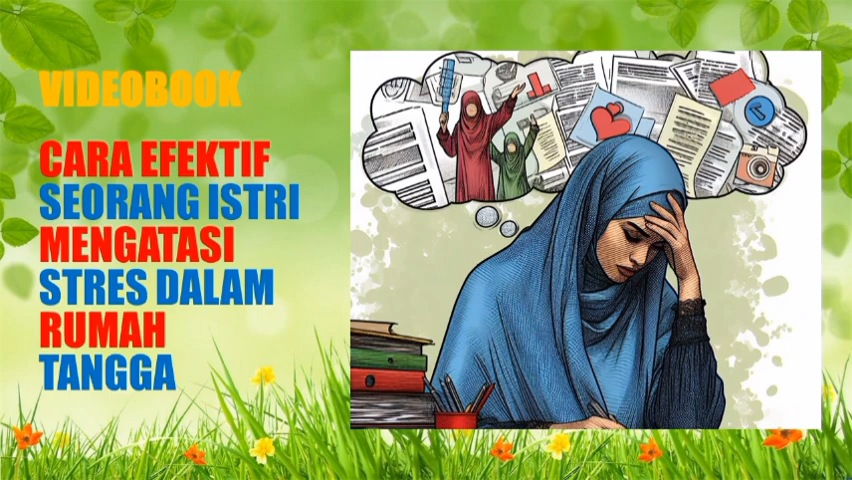 VIDEOBOOK
CARA EFEKTIF
SEORANG ISTRI
MENGATASI
STRES DALAM
RUMAH
TANGGA